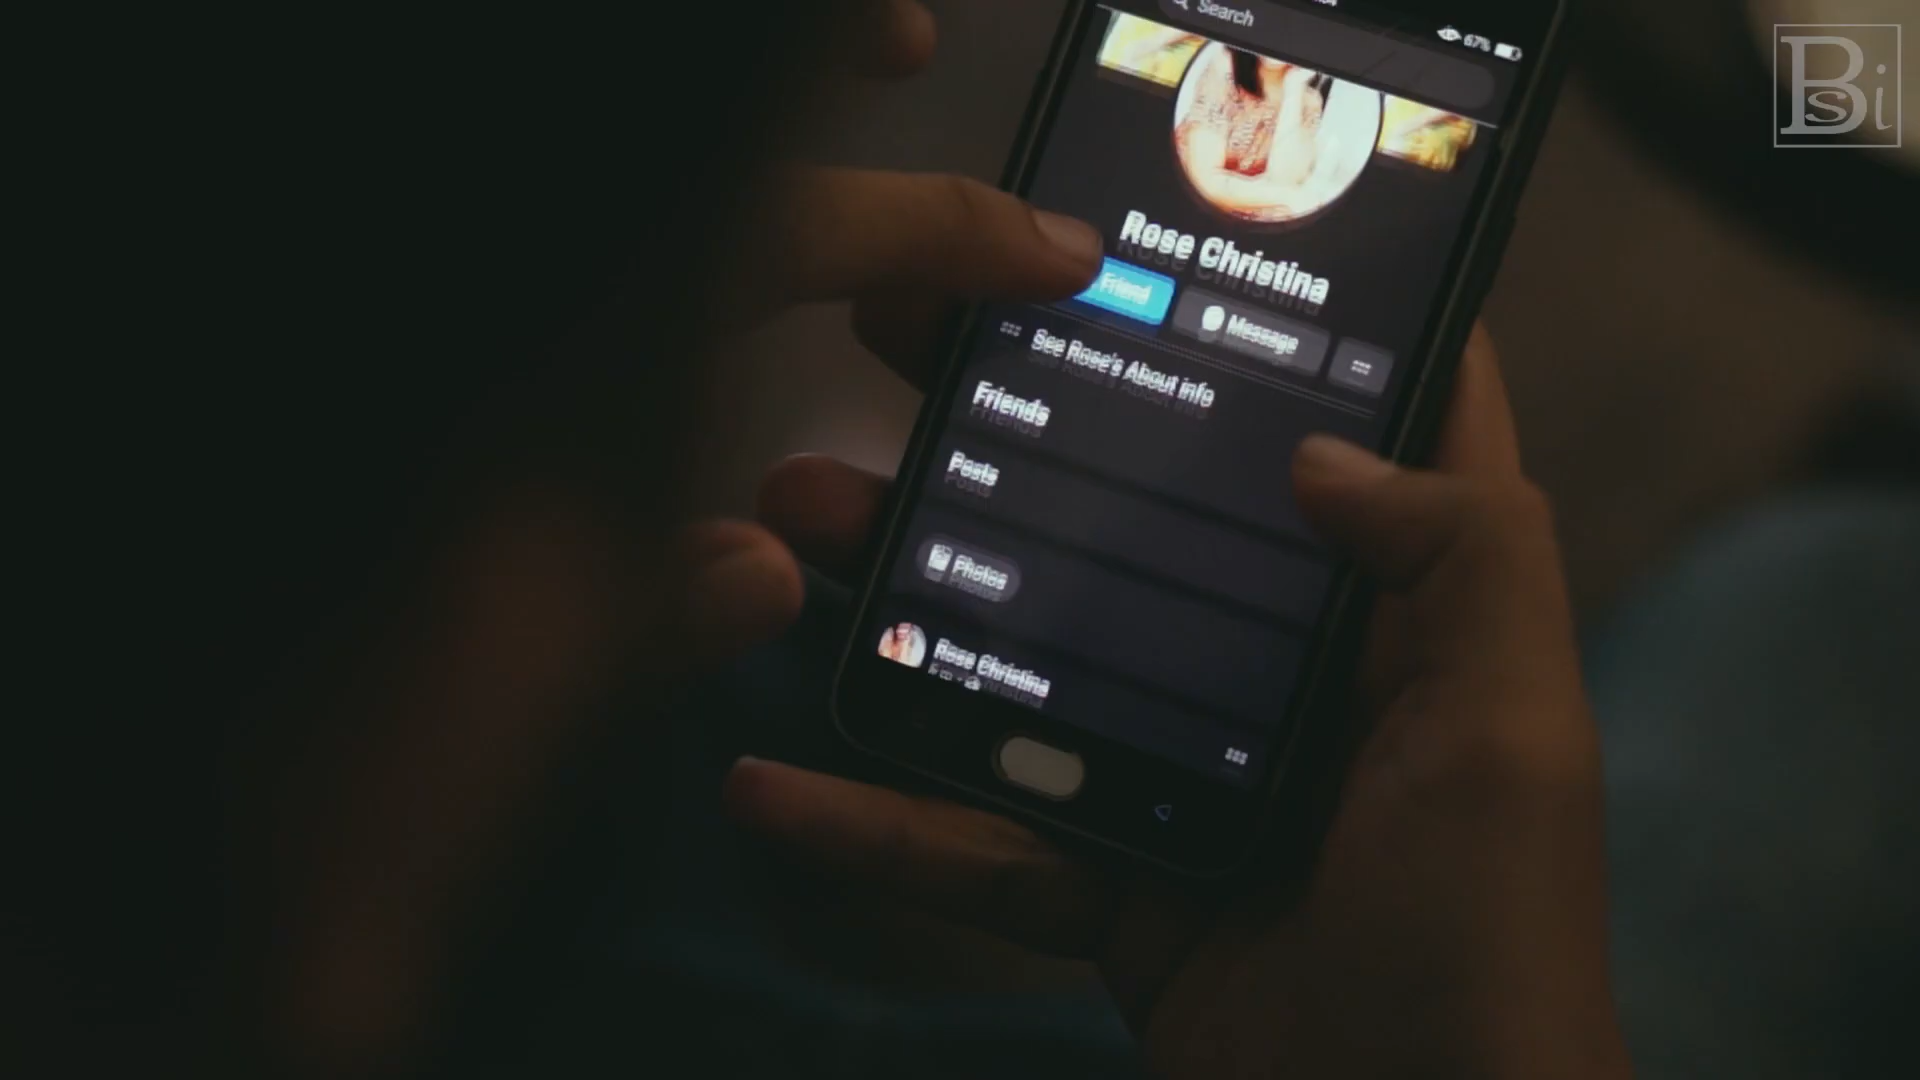 Search
67%
Rose Christina
Friend
Message
See Rose's About info
Friends
Posts
Photos
Rose Christina
Bsi